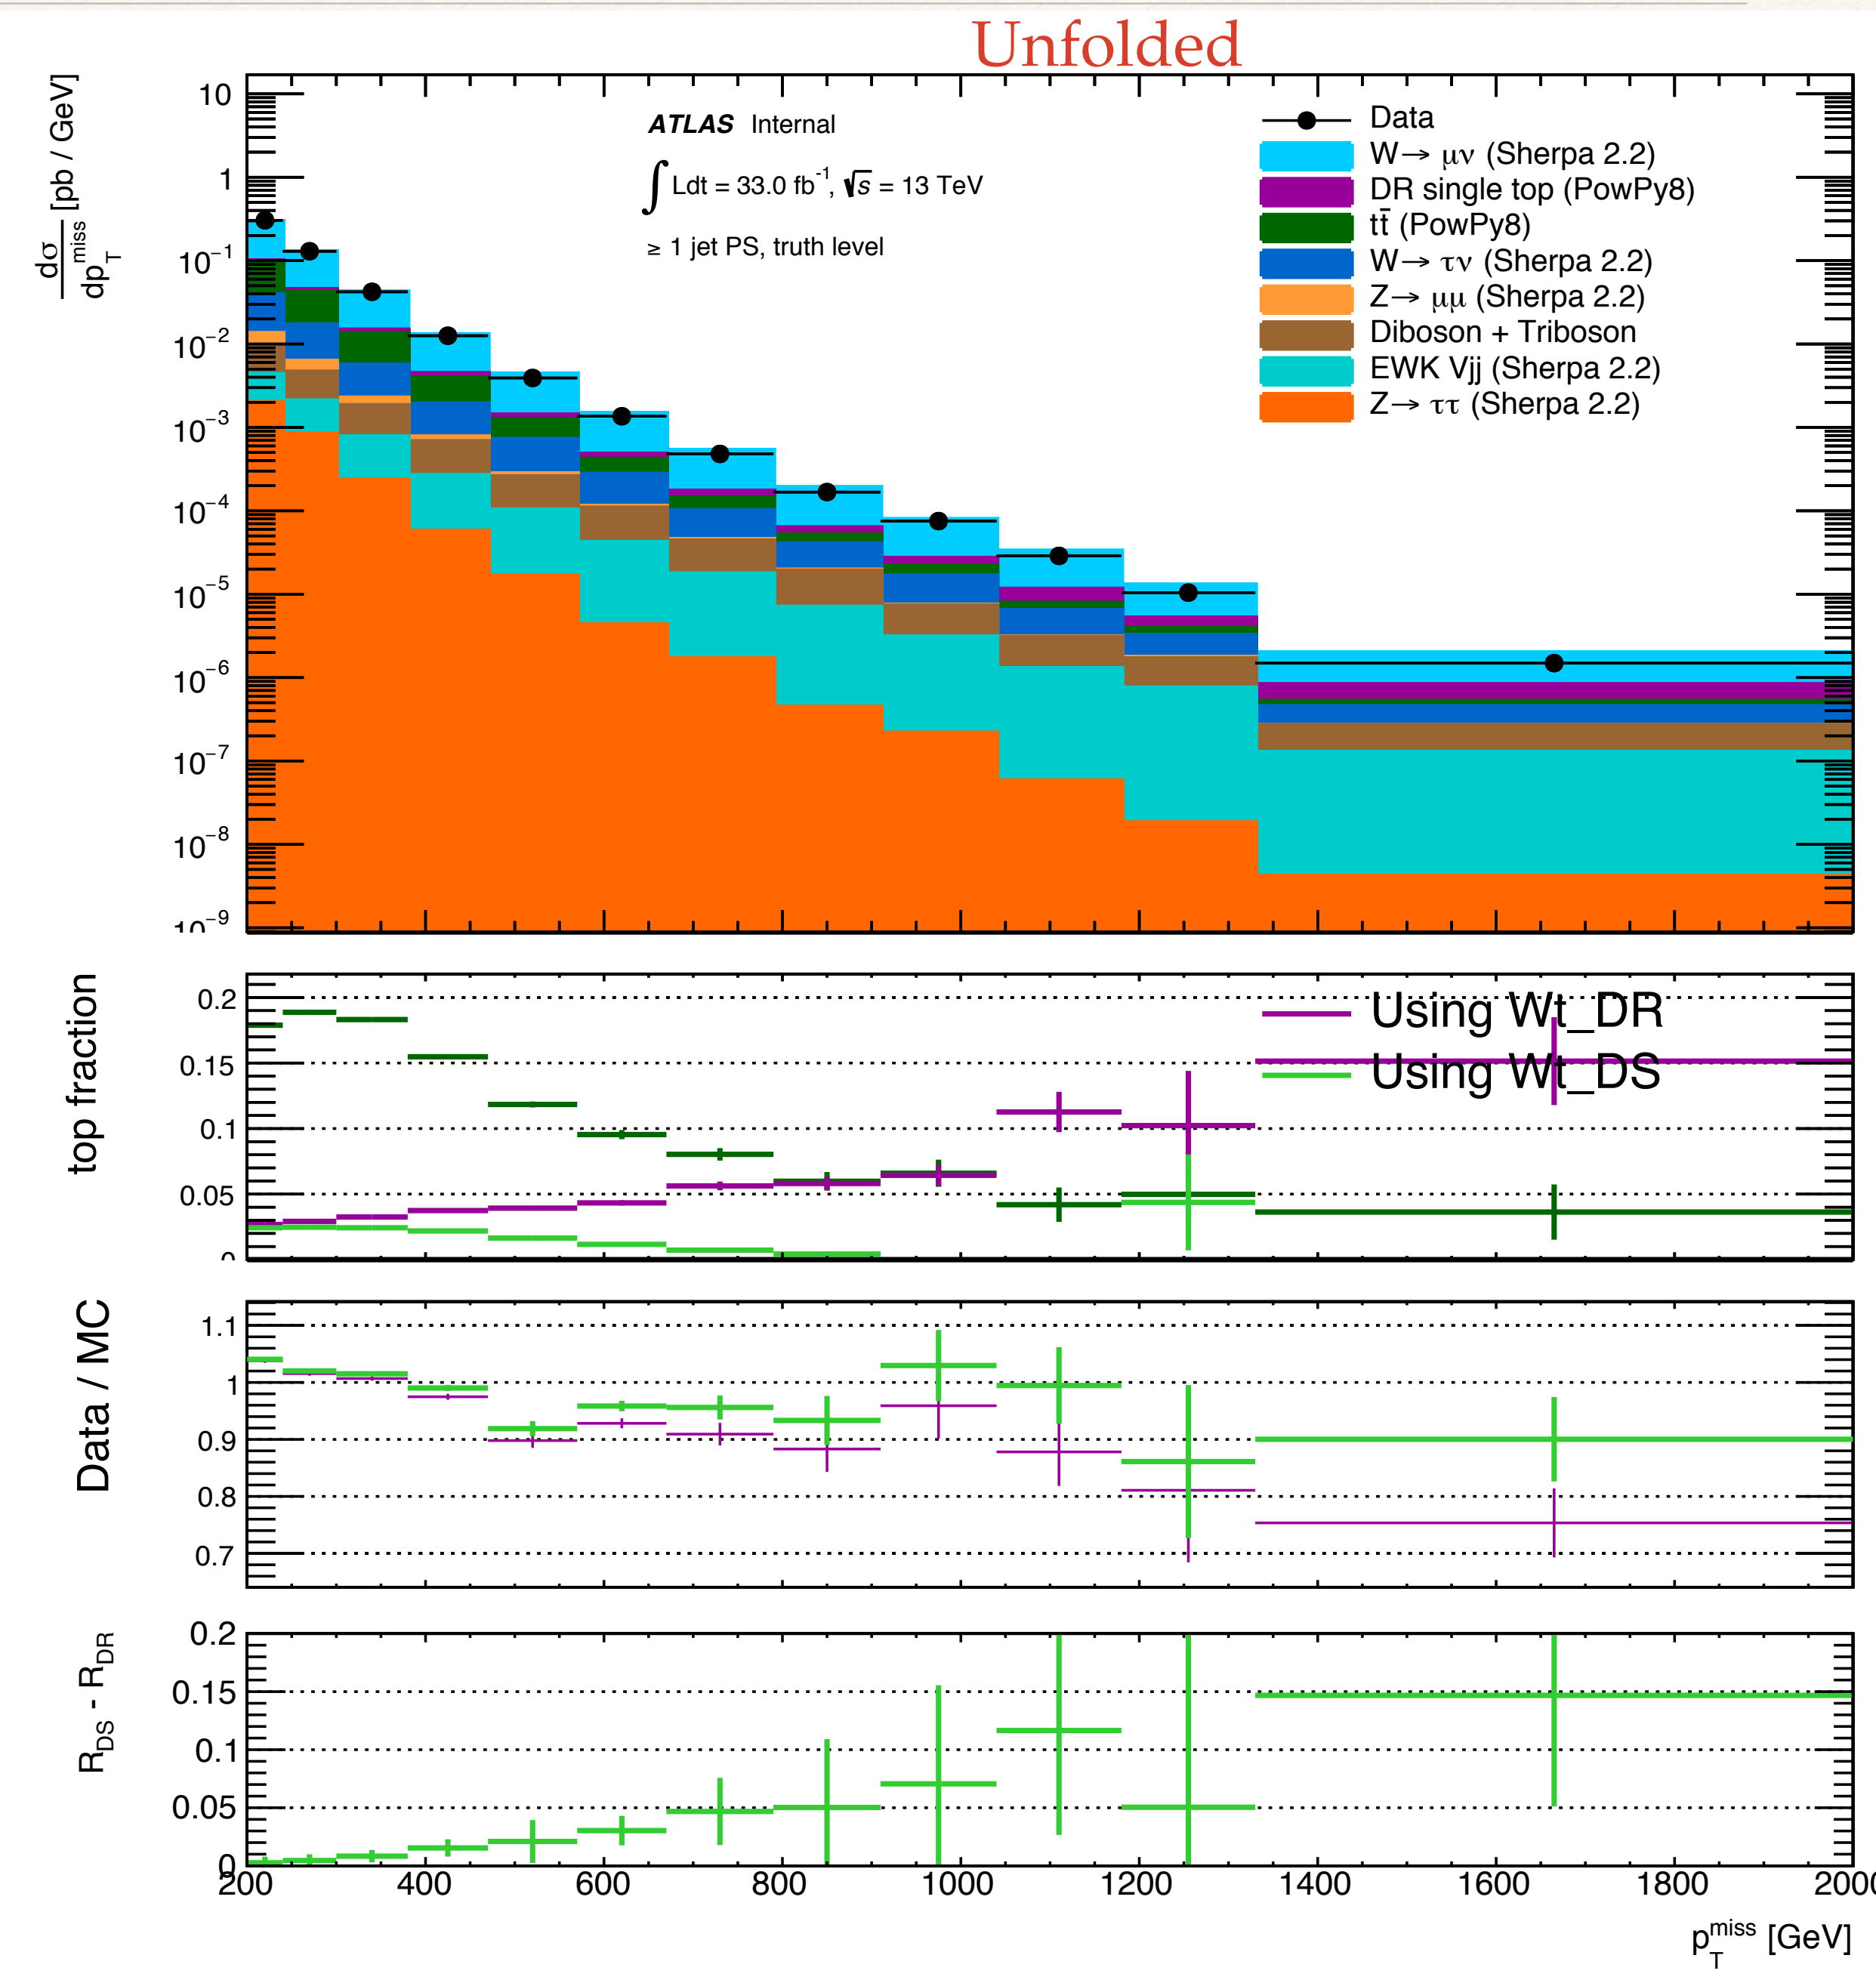 Unfolded
dσ/dp_T^miss [pb / GeV]
10
1
10⁻¹
10⁻²
10⁻³
10⁻⁴
10⁻⁵
10⁻⁶
10⁻⁷
10⁻⁸
10⁻⁹
ATLAS Internal
∫ Ldt = 33.0 fb⁻¹, √s = 13 TeV
≥ 1 jet PS, truth level
Data
W→ μν (Sherpa 2.2)
DR single top (PowPy8)
tt̄ (PowPy8)
W→ τν (Sherpa 2.2)
Z→ μμ (Sherpa 2.2)
Diboson + Triboson
EWK Vjj (Sherpa 2.2)
Z→ ττ (Sherpa 2.2)
top fraction
0.2
0.15
0.1
0.05
0
Using Wt_DR
Using Wt_DS
Data / MC
1.1
1
0.9
0.8
0.7
R_DS - R_DR
0.2
0.15
0.1
0.05
0
200 400 600 800 1000 1200 1400 1600 1800 2000
p_T^miss [GeV]